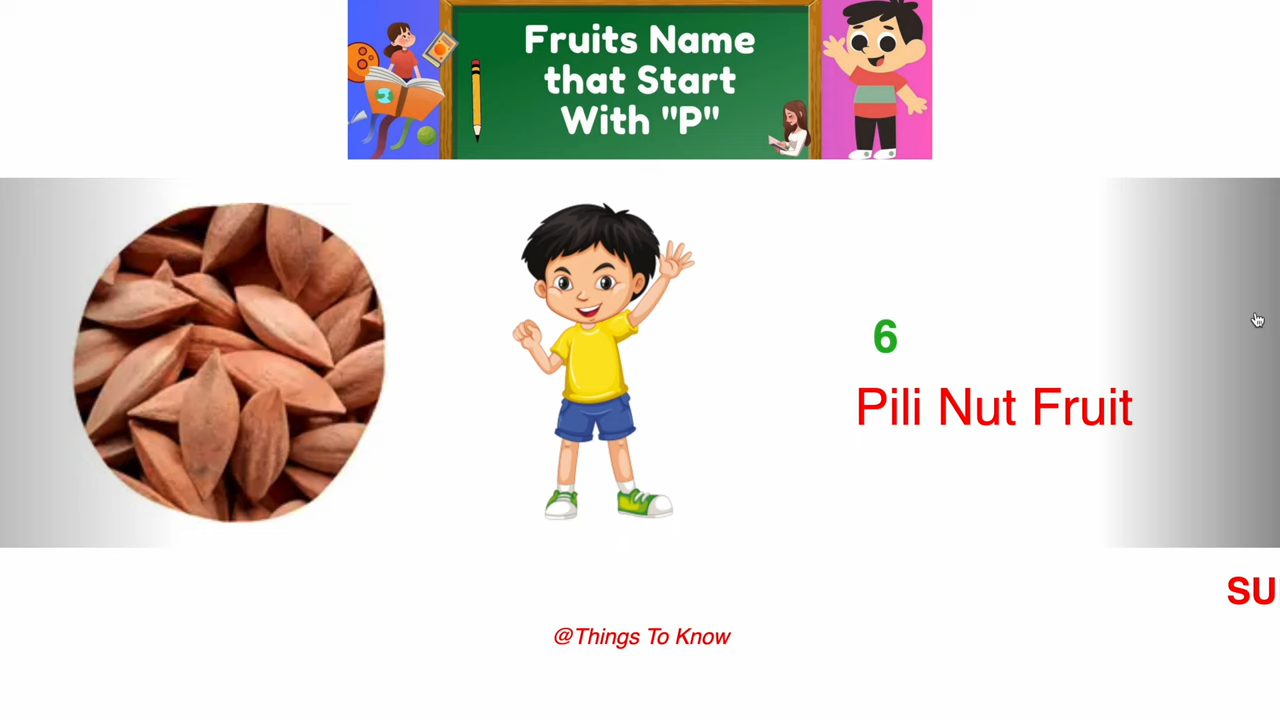 Fruits Name
that Start
With "P"
6
Pili Nut Fruit
SU
@Things To Know